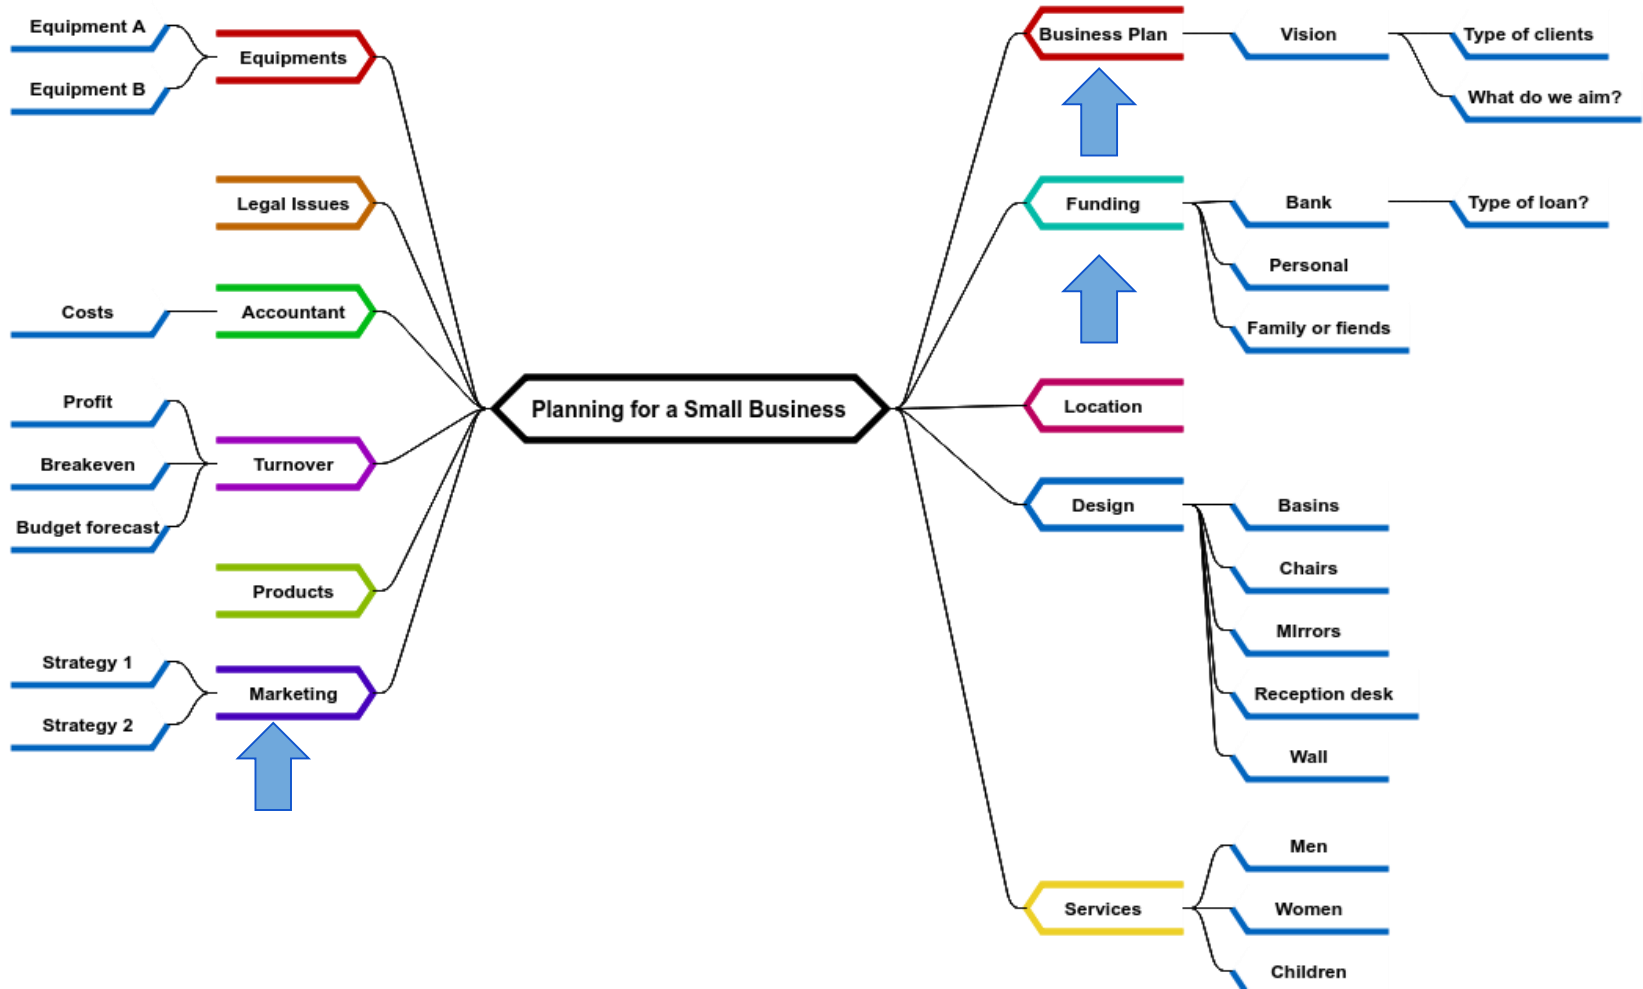 Equipment A
Equipment B
Equipments
Legal Issues
Costs
Accountant
Profit
Breakeven
Budget forecast
Turnover
Products
Strategy 1
Strategy 2
Marketing
Planning for a Small Business
Business Plan
Vision
Type of clients
What do we aim?
Funding
Bank
Type of loan?
Personal
Family or fiends
Location
Design
Basins
Chairs
MIrrors
Reception desk
Wall
Services
Men
Women
Children